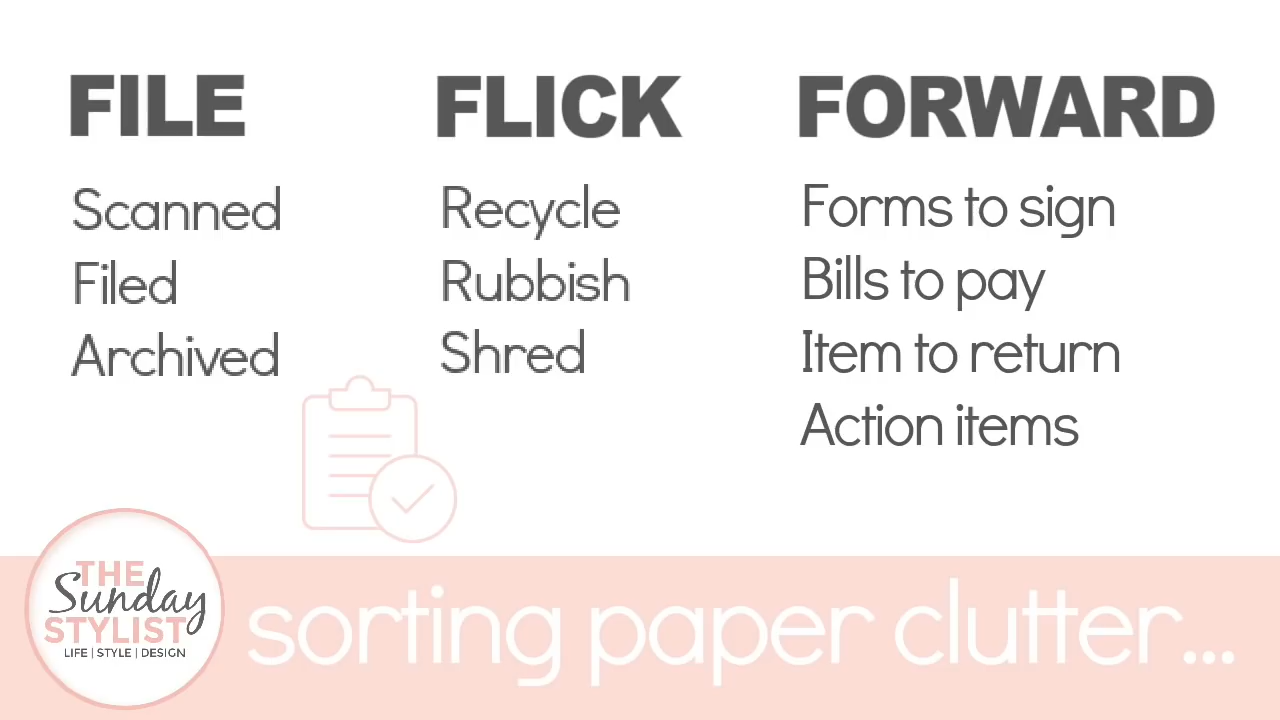 FILE
Scanned
Filed
Archived
FLICK
Recycle
Rubbish
Shred
FORWARD
Forms to sign
Bills to pay
Item to return
Action items
THE
Sunday
STYLIST
LIFE | STYLE | DESIGN
sorting paper clutter...